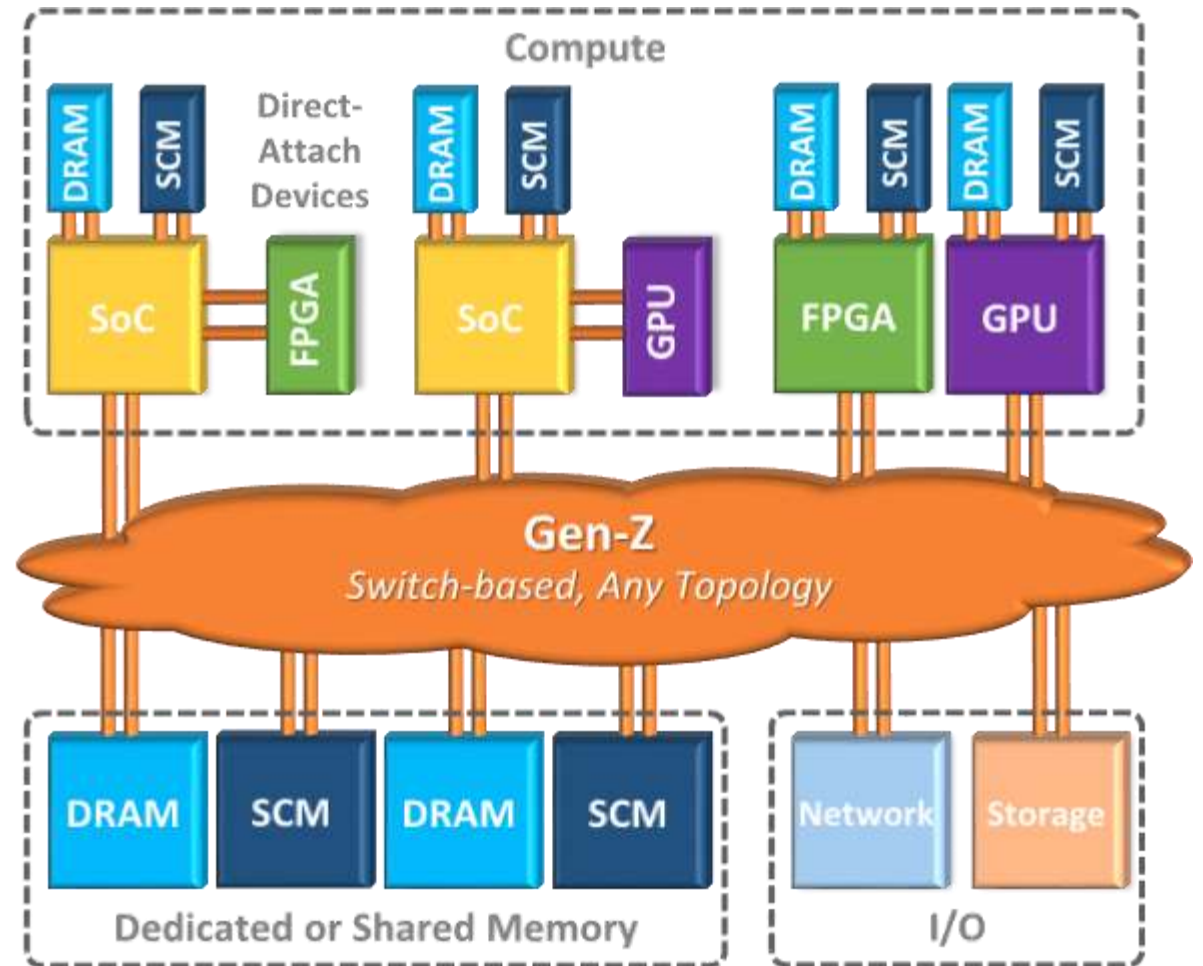 Compute
DRAM
SCM
Direct-
Attach
Devices
DRAM
SCM
DRAM
SCM
DRAM
SCM
SoC
FPGA
SoC
GPU
FPGA
GPU
Gen-Z
Switch-based, Any Topology
DRAM
SCM
DRAM
SCM
Network
Storage
Dedicated or Shared Memory
I/O